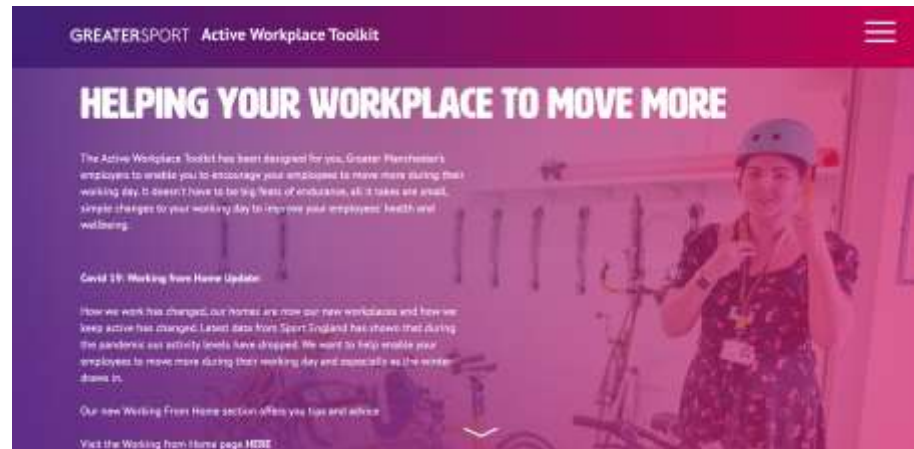 GREATERSPORT Active Workplace Toolkit
HELPING YOUR WORKPLACE TO MOVE MORE
The Active Workplace Toolkit has been designed for you, Greater Manchester's
employers to enable you to encourage your employees to move more during their
working day. It doesn't have to be big feats of endurance, all it takes are small,
simple changes to your working day to improve your employees' health and
wellbeing.
Covid 19: Working from Home Update:
How we work has changed, our homes are now our new workplaces and how we
keep active has changed. Latest data from Sport England has shown that during
the pandemic our activity levels have dropped. We want to help enable your
employees to move more during their working day and especially as the winter
draws in.
Our new Working From Home section offers you tips and advice
Visit the Working from Home page HERE